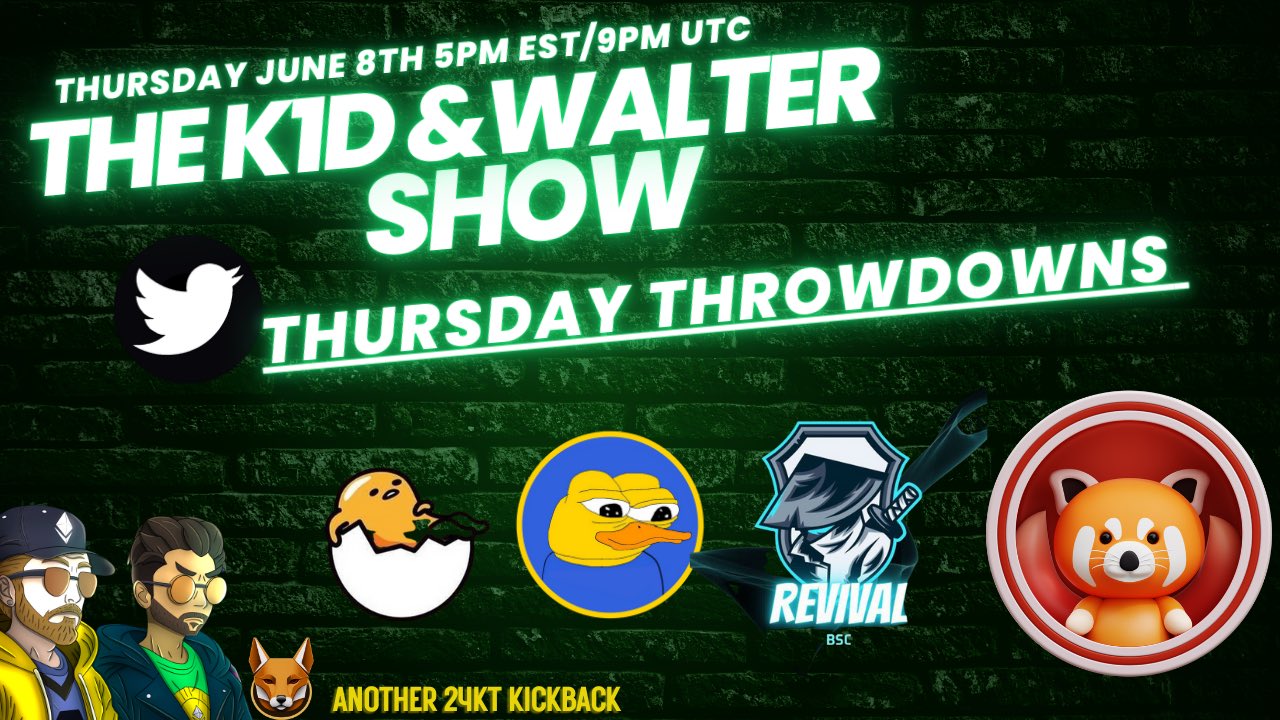 THURSDAY JUNE 8TH 5PM EST/9PM UTC
THE K1D & WALTER
SHOW
THURSDAY THROWDOWNS
REVIVAL
BSC
ANOTHER 24KT KICKBACK